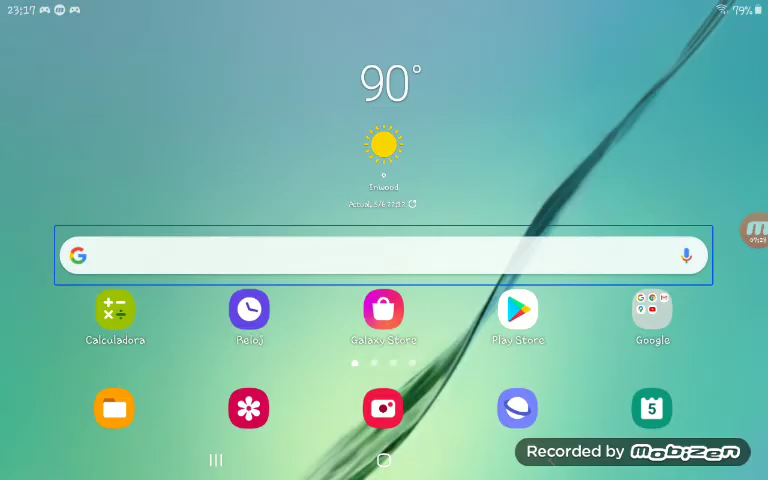 23:17
79%
90°
Inwood
Calculadora
Reloj
Galaxy Store
Play Store
Google
5
Recorded by Mobizen